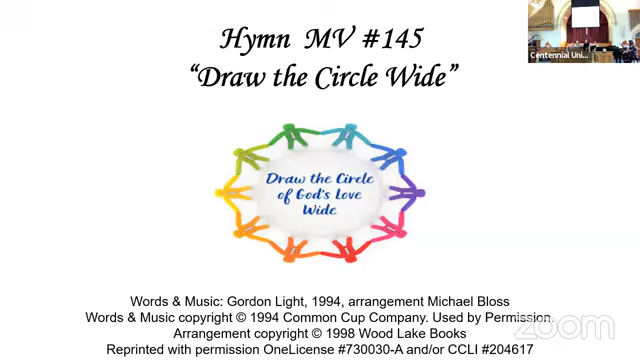 Hymn MV #145
“Draw the Circle Wide”
Centennial Uni...
Draw the Circle
of God's Love
Wide
Words & Music: Gordon Light, 1994, arrangement Michael Bloss
Words & Music copyright © 1994 Common Cup Company. Used by Permission.
Arrangement copyright © 1998 Wood Lake Books
Reprinted with permission OneLicense #730030-A and/or CCLI #204617
zoom